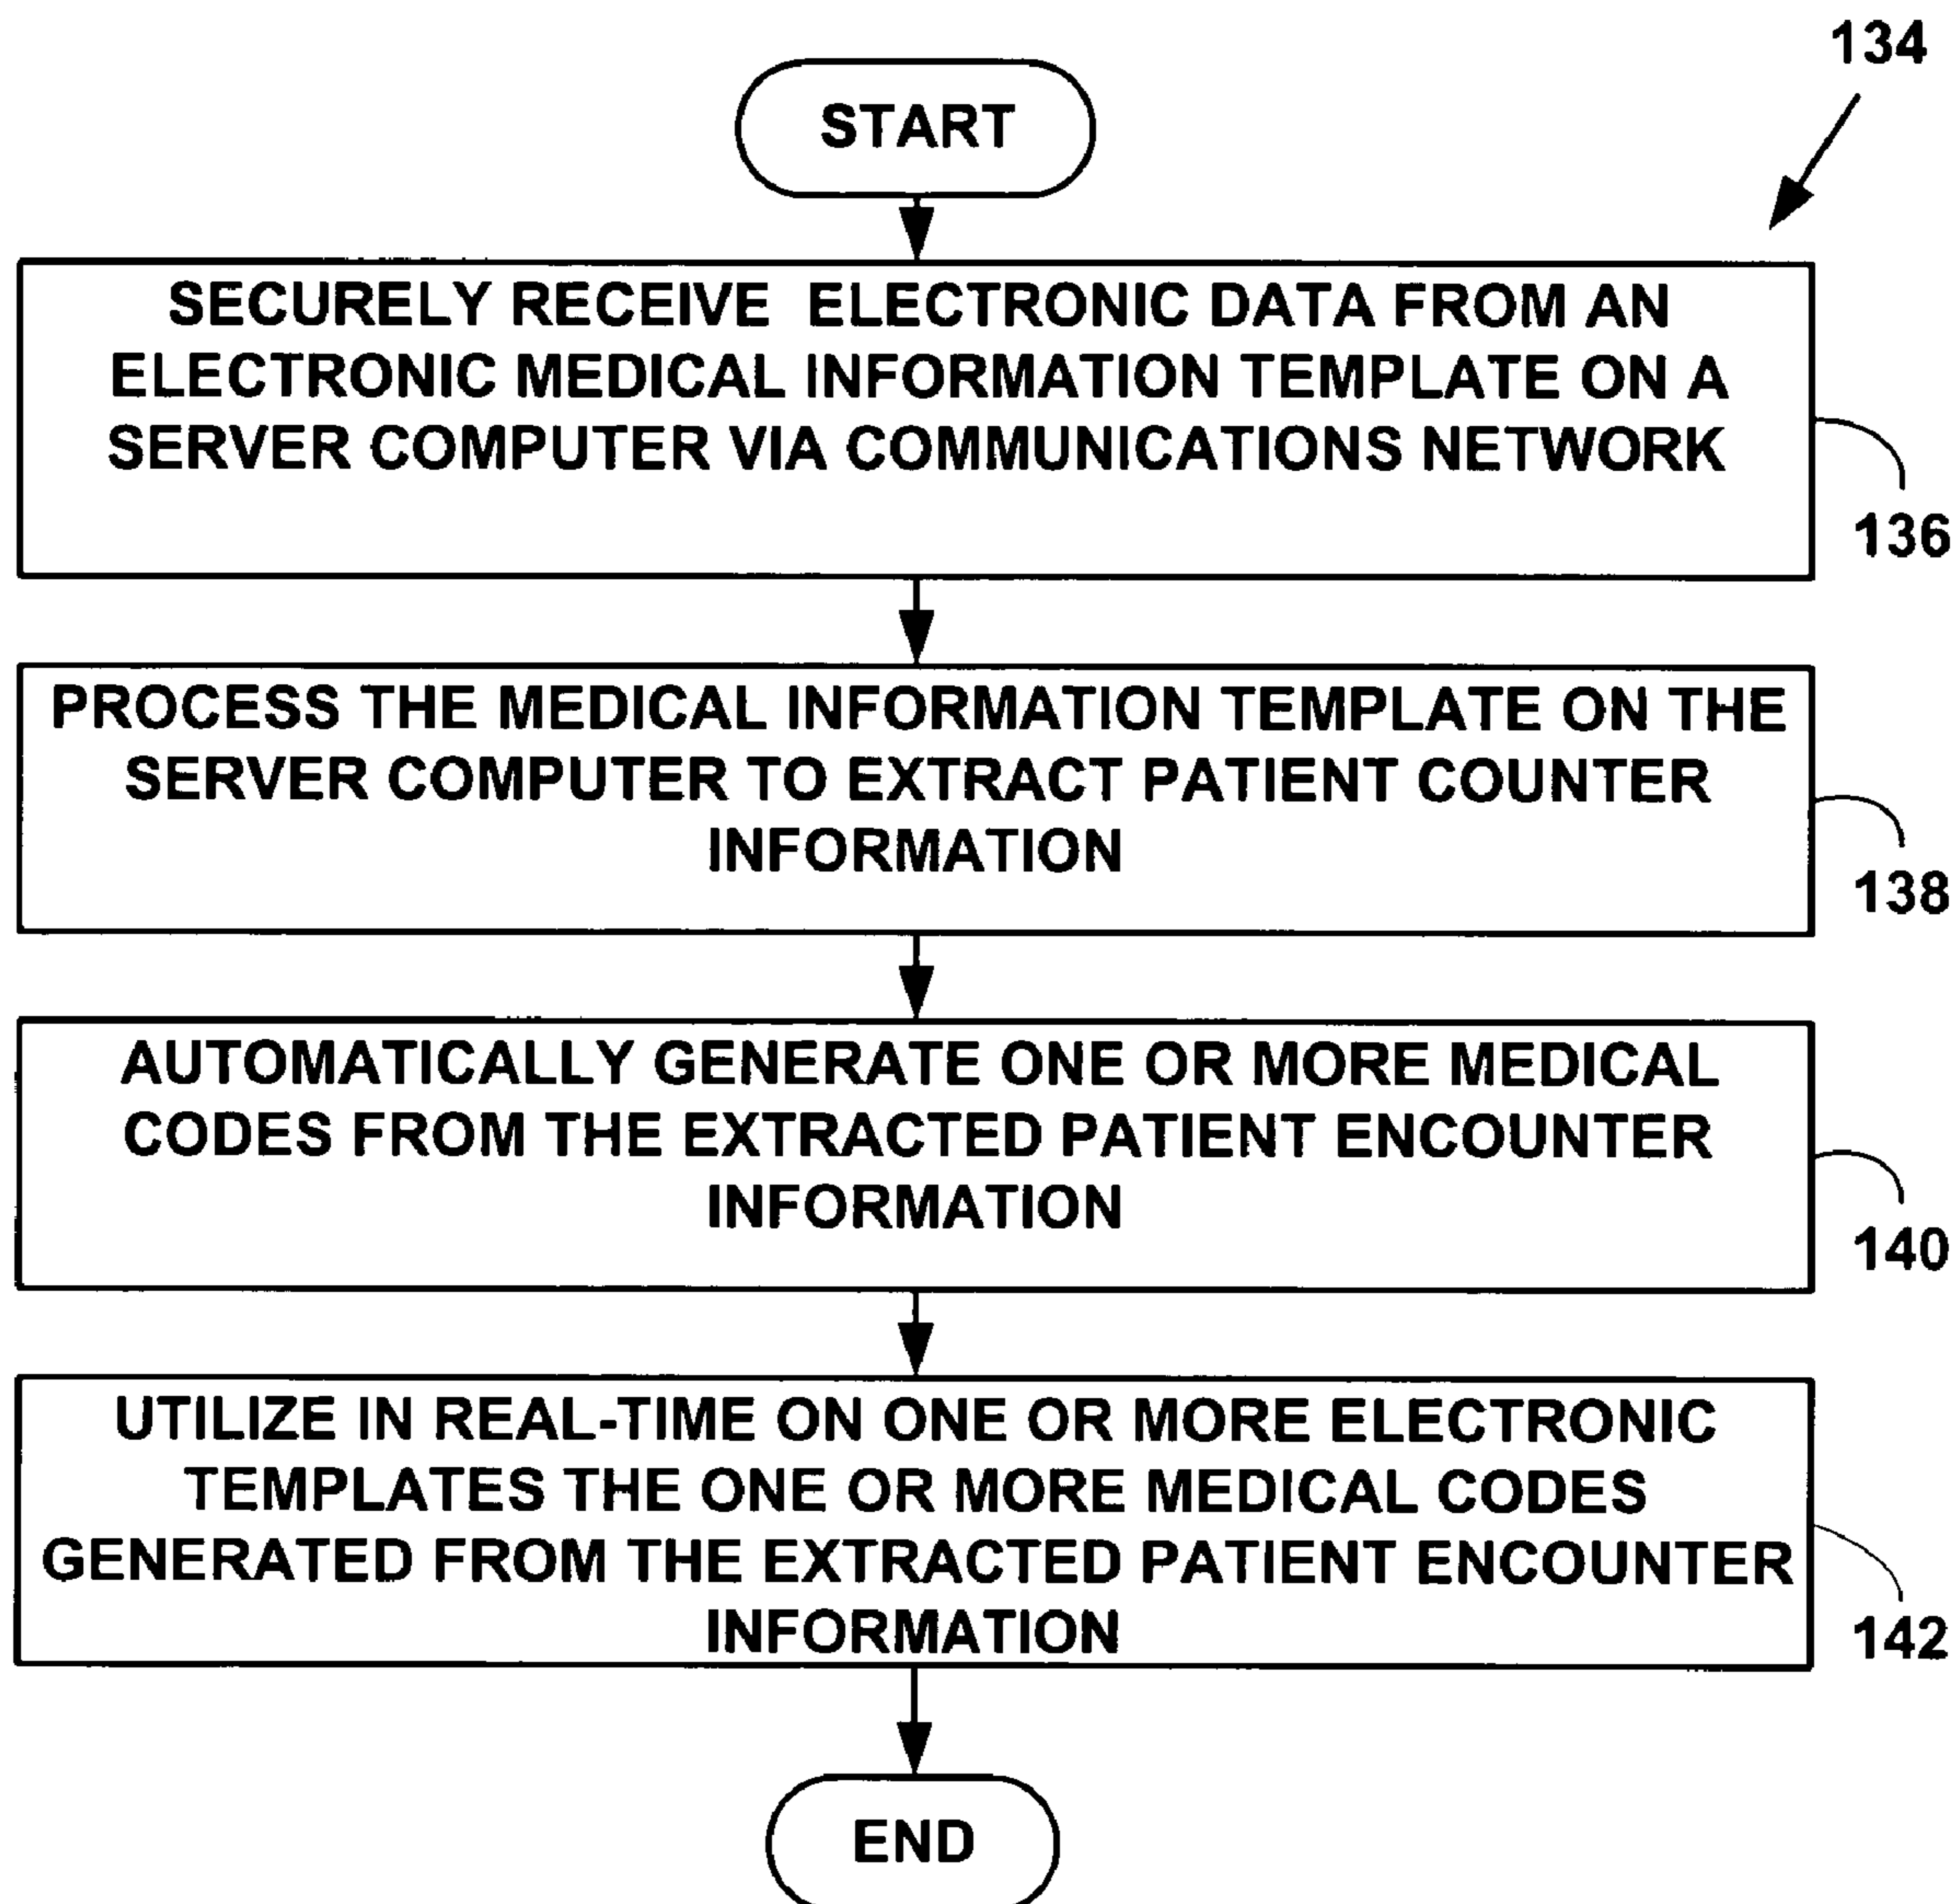 134
START
SECURELY RECEIVE ELECTRONIC DATA FROM AN
ELECTRONIC MEDICAL INFORMATION TEMPLATE ON A
SERVER COMPUTER VIA COMMUNICATIONS NETWORK
136
PROCESS THE MEDICAL INFORMATION TEMPLATE ON THE
SERVER COMPUTER TO EXTRACT PATIENT COUNTER
INFORMATION
138
AUTOMATICALLY GENERATE ONE OR MORE MEDICAL
CODES FROM THE EXTRACTED PATIENT ENCOUNTER
INFORMATION
140
UTILIZE IN REAL-TIME ON ONE OR MORE ELECTRONIC
TEMPLATES THE ONE OR MORE MEDICAL CODES
GENERATED FROM THE EXTRACTED PATIENT ENCOUNTER
INFORMATION
142
END